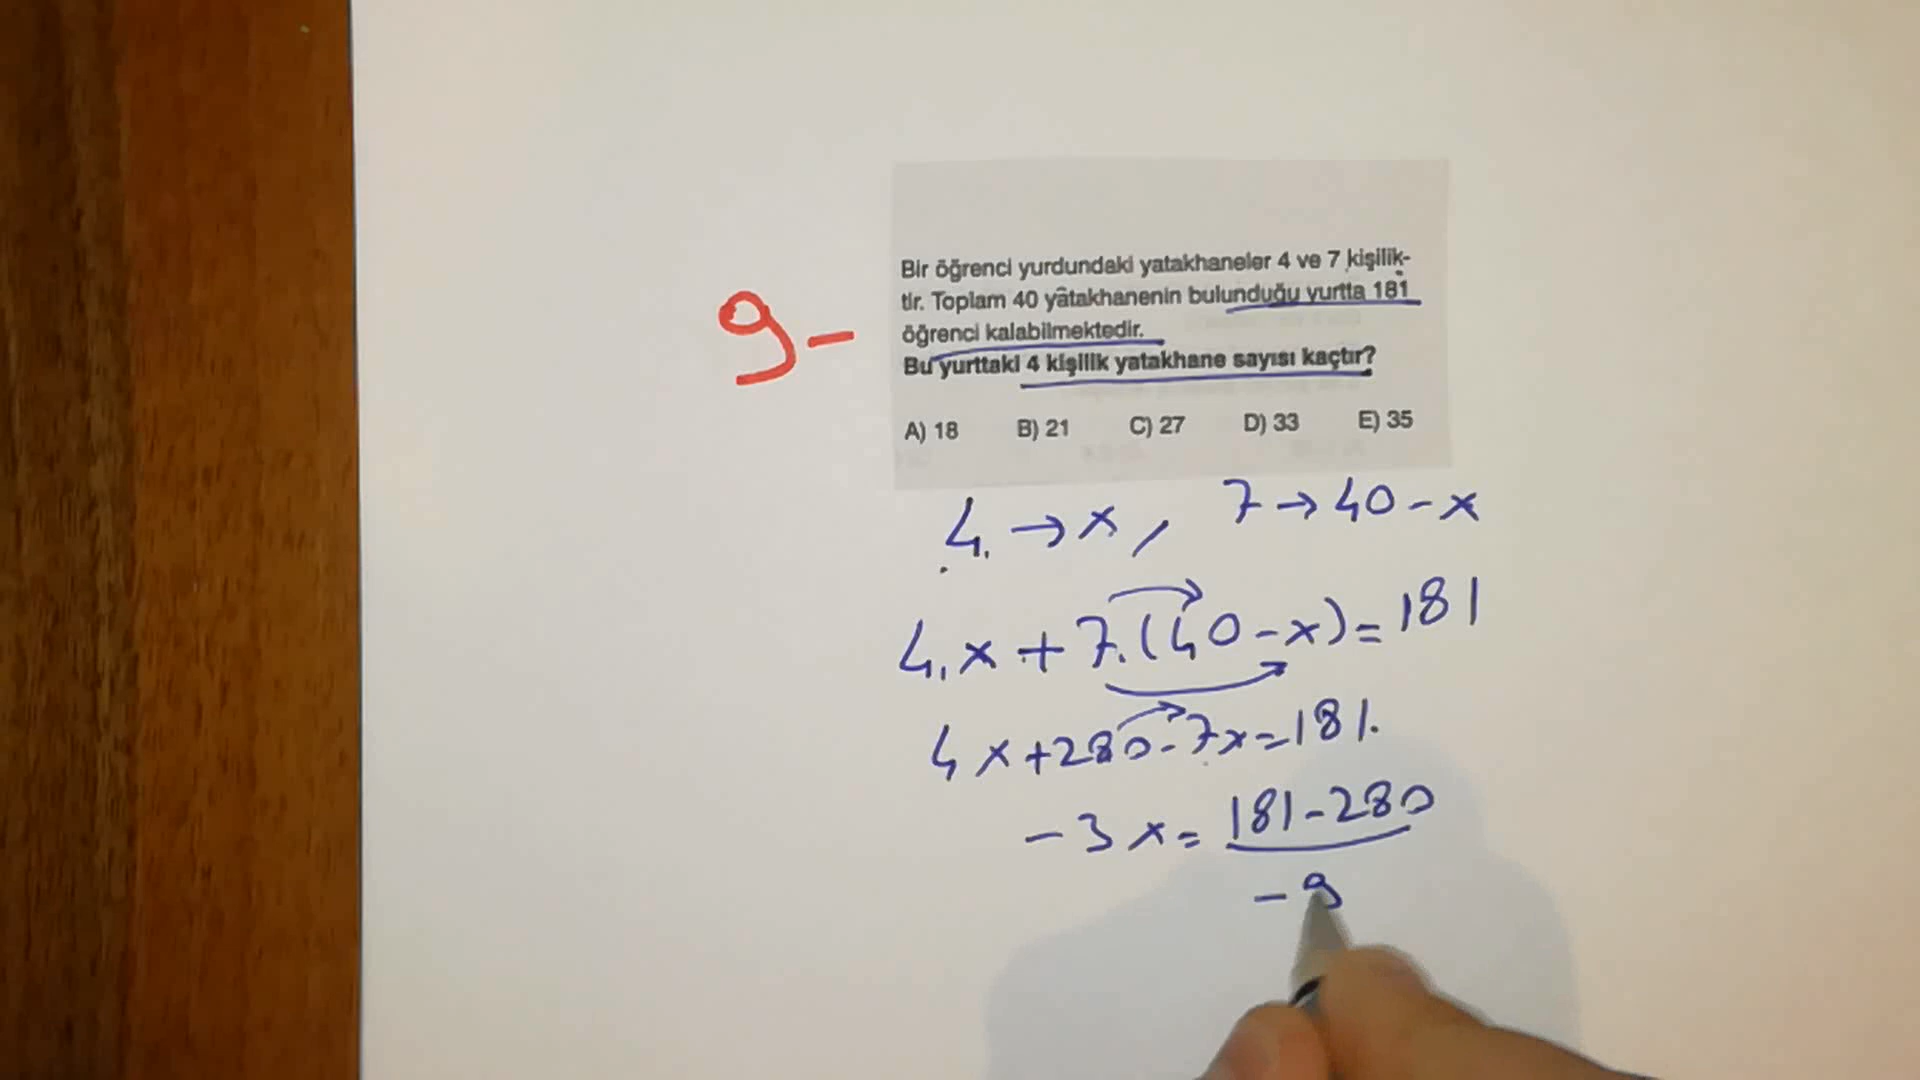 9-
Bir öğrenci yurdundaki yatakhaneler 4 ve 7 kişilik-
tir. Toplam 40 yatakhanenin bulunduğu yurtta 181
öğrenci kalabilmektedir.
Bu yurttaki 4 kişilik yatakhane sayısı kaçtır?
A) 18 B) 21 C) 27 D) 33 E) 35
4 → x , 7 → 40 - x
4.x + 7.(40 - x) = 181
4x + 280 - 7x = 181
-3x = 181 - 280
-9